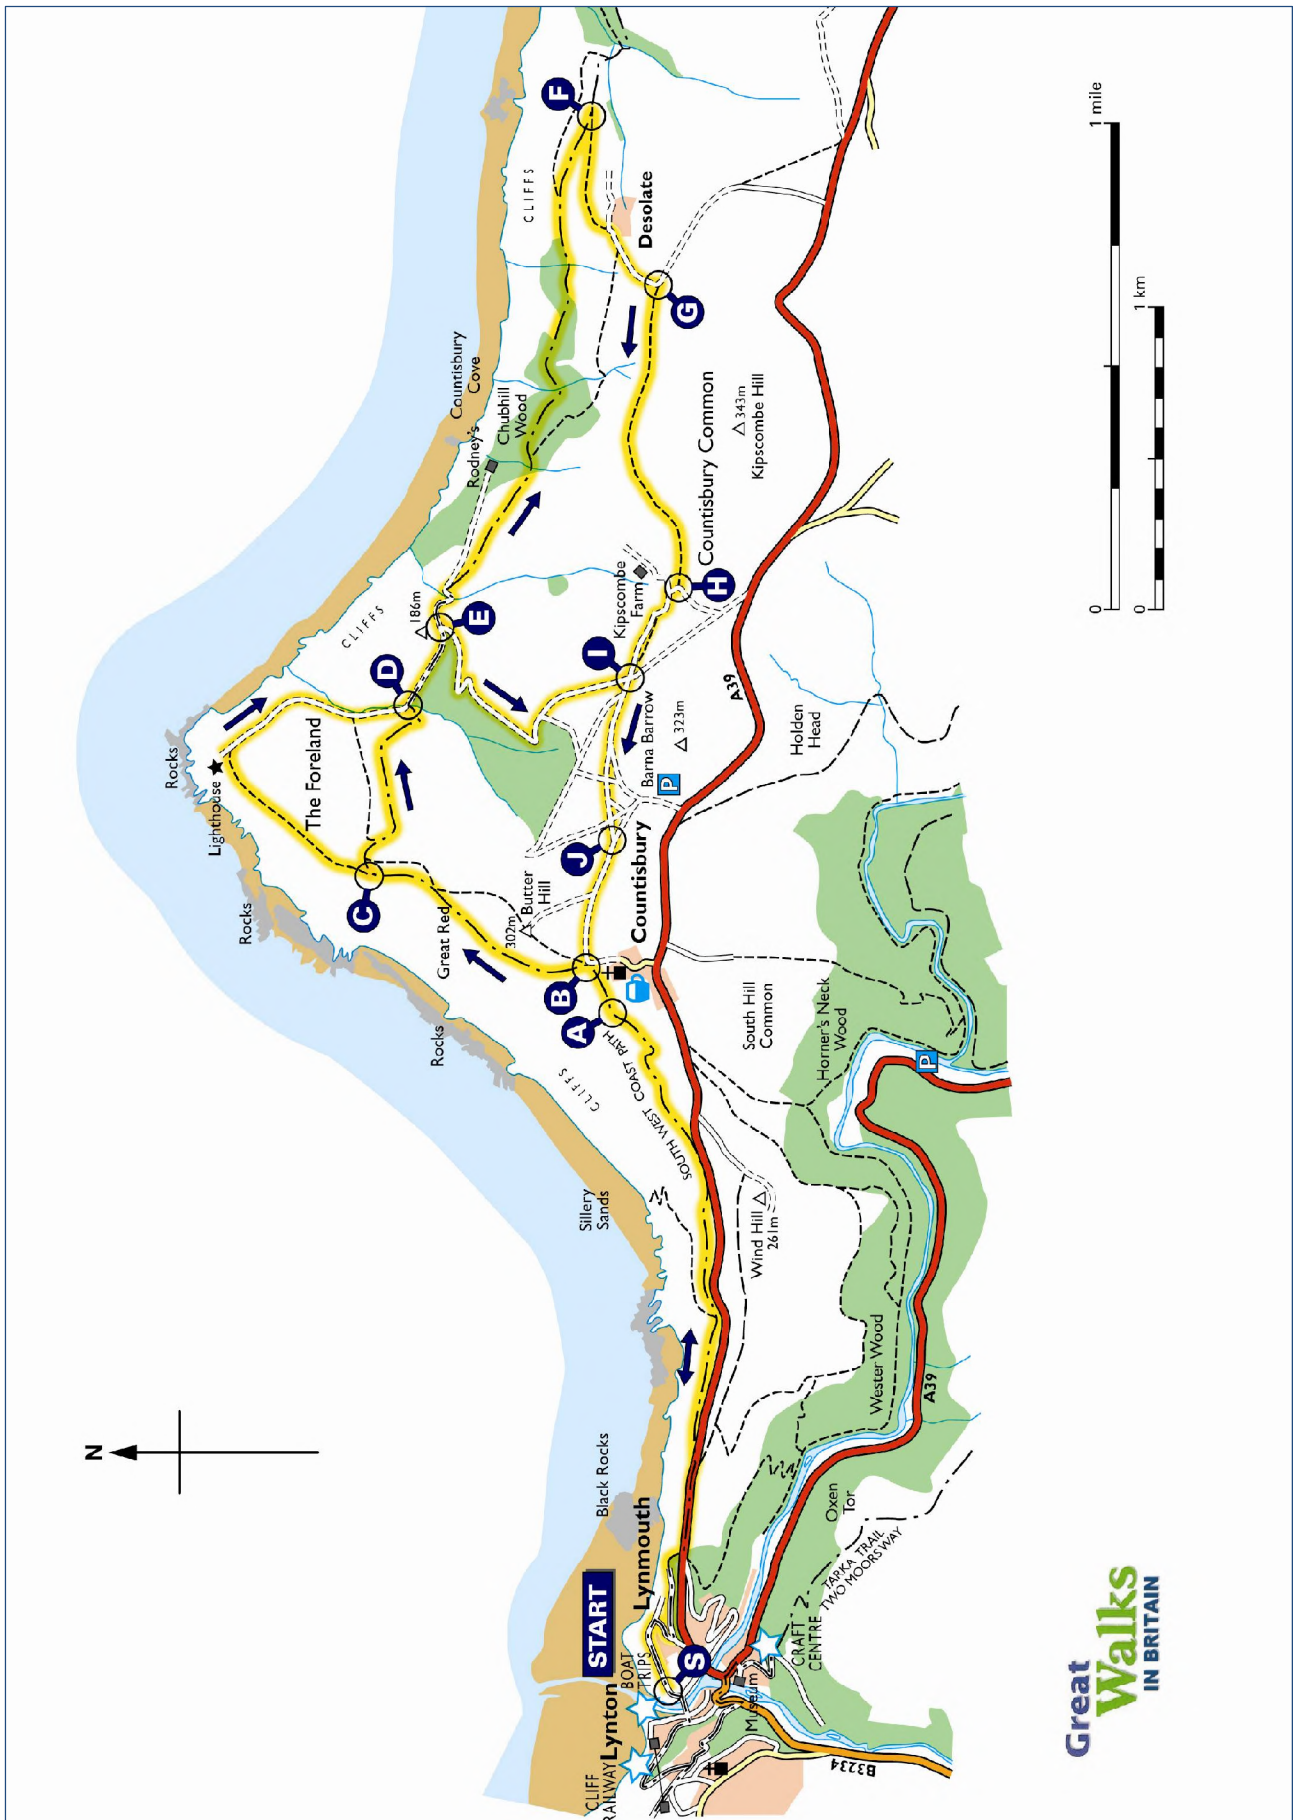 N
START
Lynmouth
Lynton
CLIFF
RAILWAY
BOAT
TRIPS
S
Museum
CRAFT
CENTRE
TARKA TRAIL
TWO MOORSWAY
B3234
Oxen
Tor
A39
Wester Wood
Black Rocks
Sillery
Sands
Wind Hill
261m
SOUTH WEST COAST PATH
CLIFFS
Rocks
A
B
South Hill
Common
Horner's Neck
Wood
P
Countisbury
302m
Butter
Hill
Great Red
Rocks
C
J
P
Barna Barrow
323m
Holden
Head
A39
The Foreland
Lighthouse
Rocks
D
CLIFFS
186m
E
I
Kipscombe
Farm
H
Countisbury Common
343m
Kipscombe Hill
Rodney's
Chubhill
Wood
Countisbury
Cove
CLIFFS
F
Desolate
G
0
1 mile
0
1 km
Great
Walks
IN BRITAIN